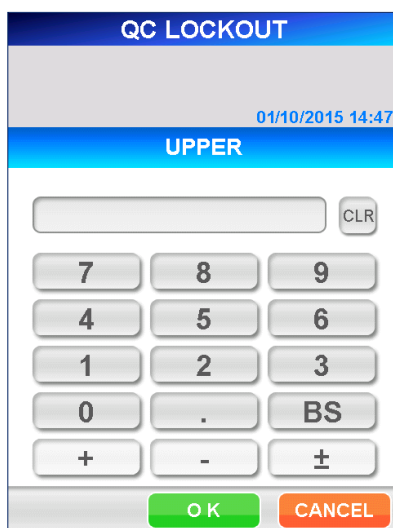 QC LOCKOUT
01/10/2015 14:47
UPPER
CLR
7 8 9
4 5 6
1 2 3
0 . BS
+ - ±
OK CANCEL